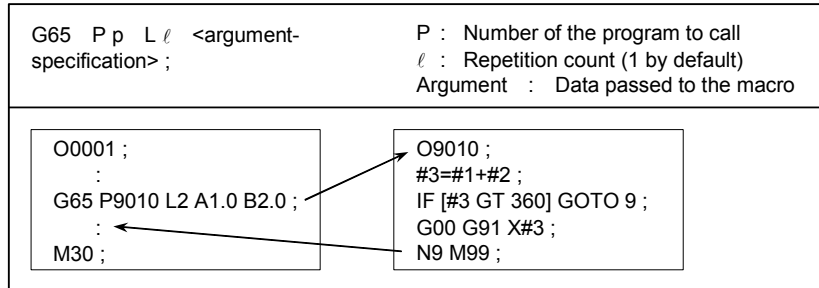 G65 P p L ℓ <argument-
specification> ;
P : Number of the program to call
ℓ : Repetition count (1 by default)
Argument : Data passed to the macro
O0001 ;
:
G65 P9010 L2 A1.0 B2.0 ;
:
M30 ;
O9010 ;
#3=#1+#2 ;
IF [#3 GT 360] GOTO 9 ;
G00 G91 X#3 ;
N9 M99 ;